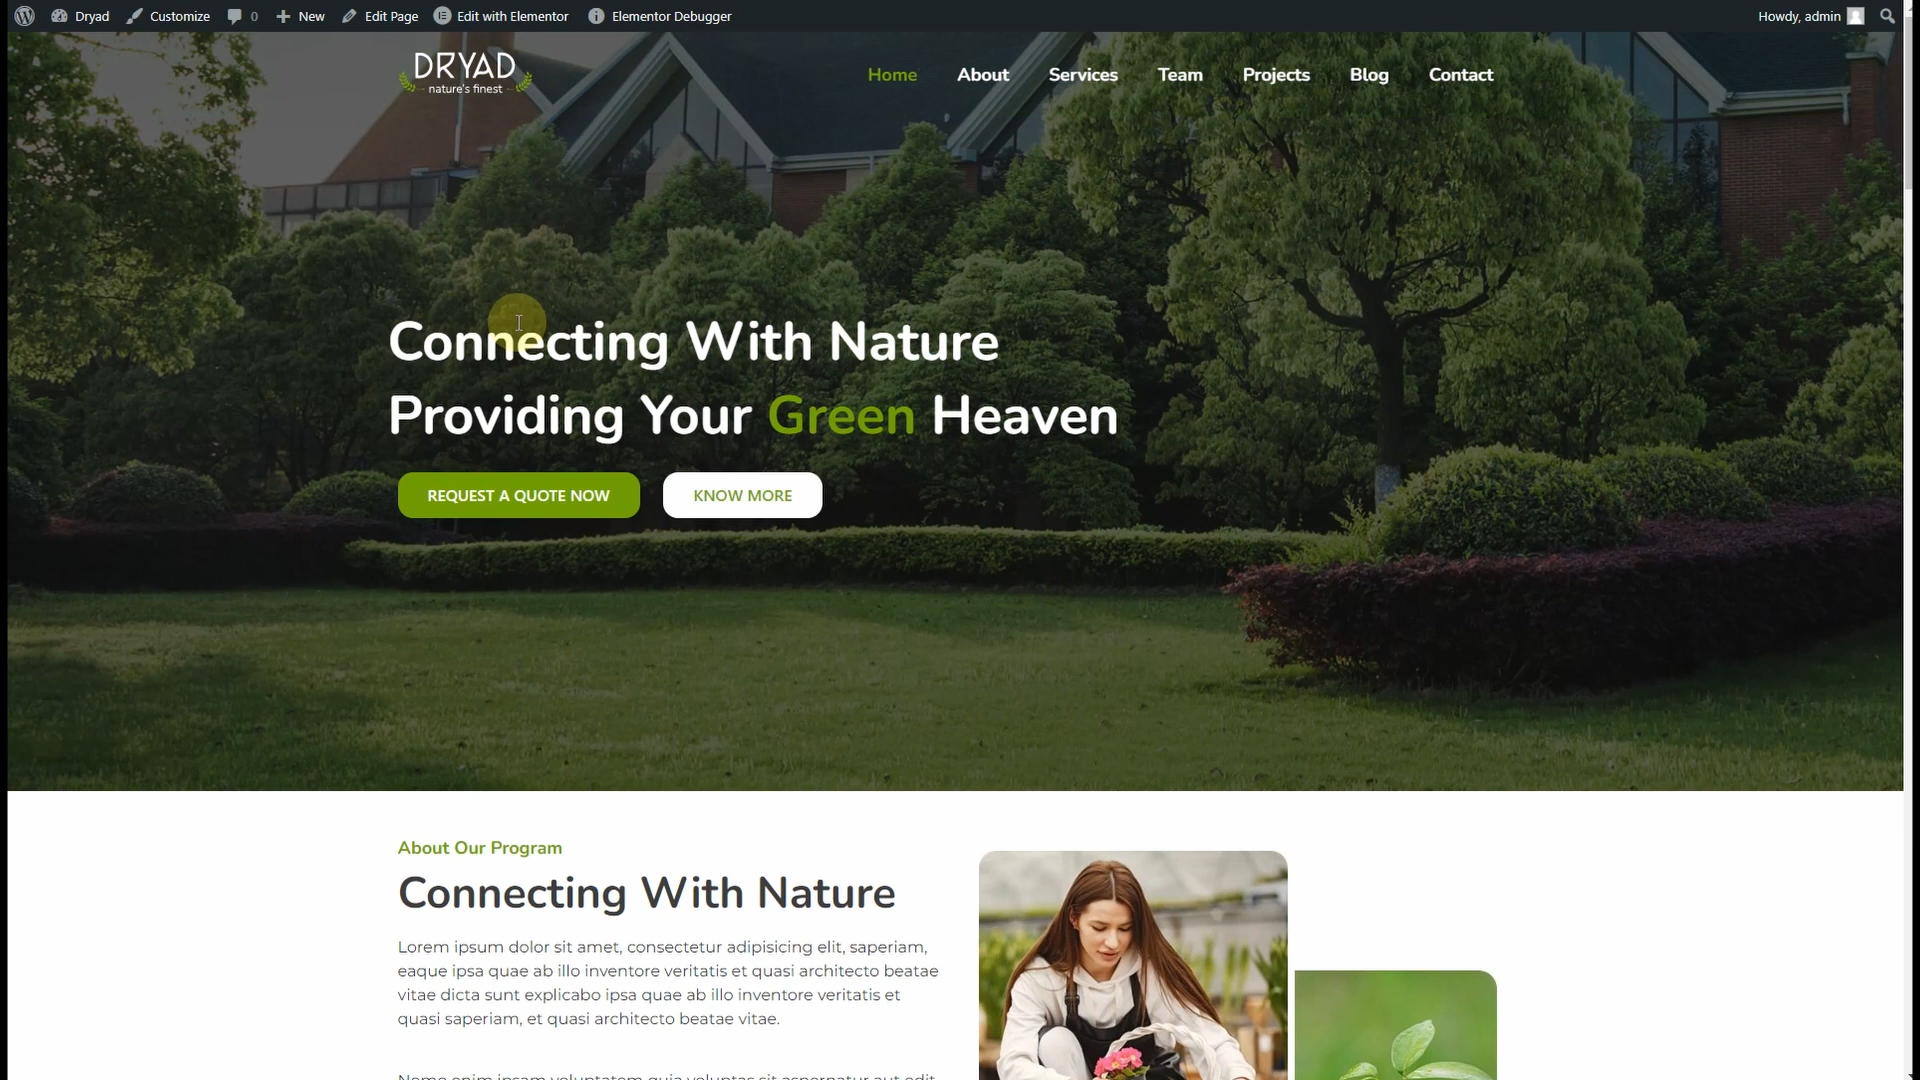 Dryad Customize 0 New Edit Page Edit with Elementor Elementor Debugger Howdy, admin
DRYAD
nature's finest
Home About Services Team Projects Blog Contact
Connecting With Nature
Providing Your Green Heaven
REQUEST A QUOTE NOW KNOW MORE
About Our Program
Connecting With Nature
Lorem ipsum dolor sit amet, consectetur adipisicing elit, saperiam,
eaque ipsa quae ab illo inventore veritatis et quasi architecto beatae
vitae dicta sunt explicabo ipsa quae ab illo inventore veritatis et
quasi saperiam, et quasi architecto beatae vitae.